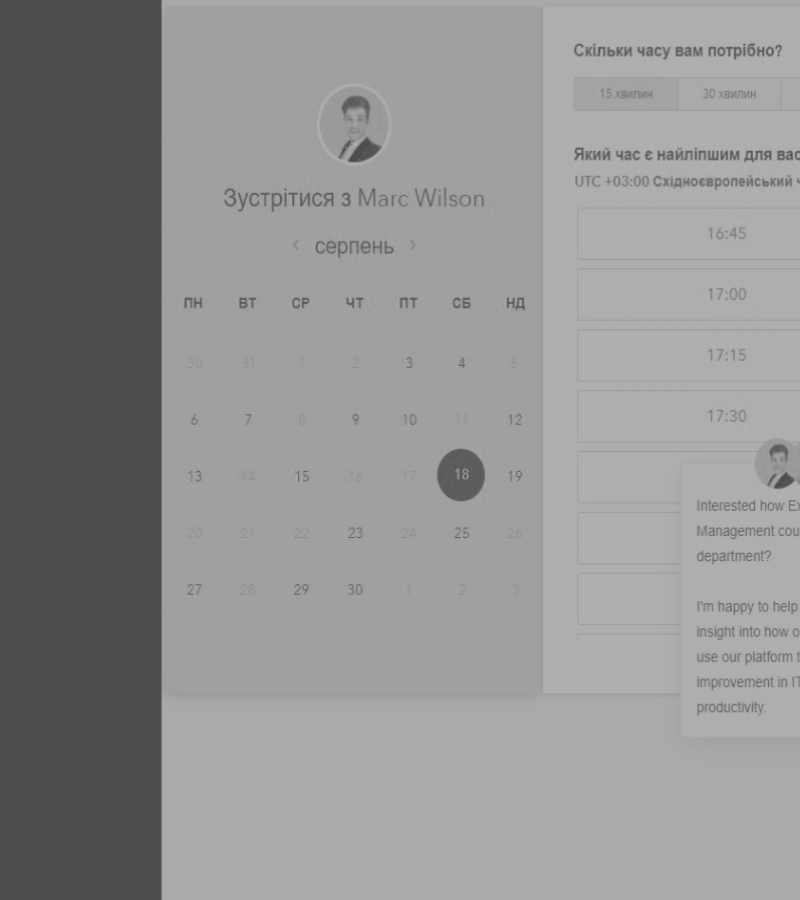 Зустрітися з Marc Wilson
‹ серпень ›
ПН ВТ СР ЧТ ПТ СБ НД
30 31 1 2 3 4 5
6 7 8 9 10 11 12
13 14 15 16 17 18 19
20 21 22 23 24 25 26
27 28 29 30 1 2 3
Скільки часу вам потрібно?
15 хвилин 30 хвилин
Який час є найліпшим для вас
UTC +03:00 Східноєвропейський ч
16:45
17:00
17:15
17:30
Interested how Ex
Management cou
department?
I'm happy to help
insight into how o
use our platform t
improvement in IT
productivity.